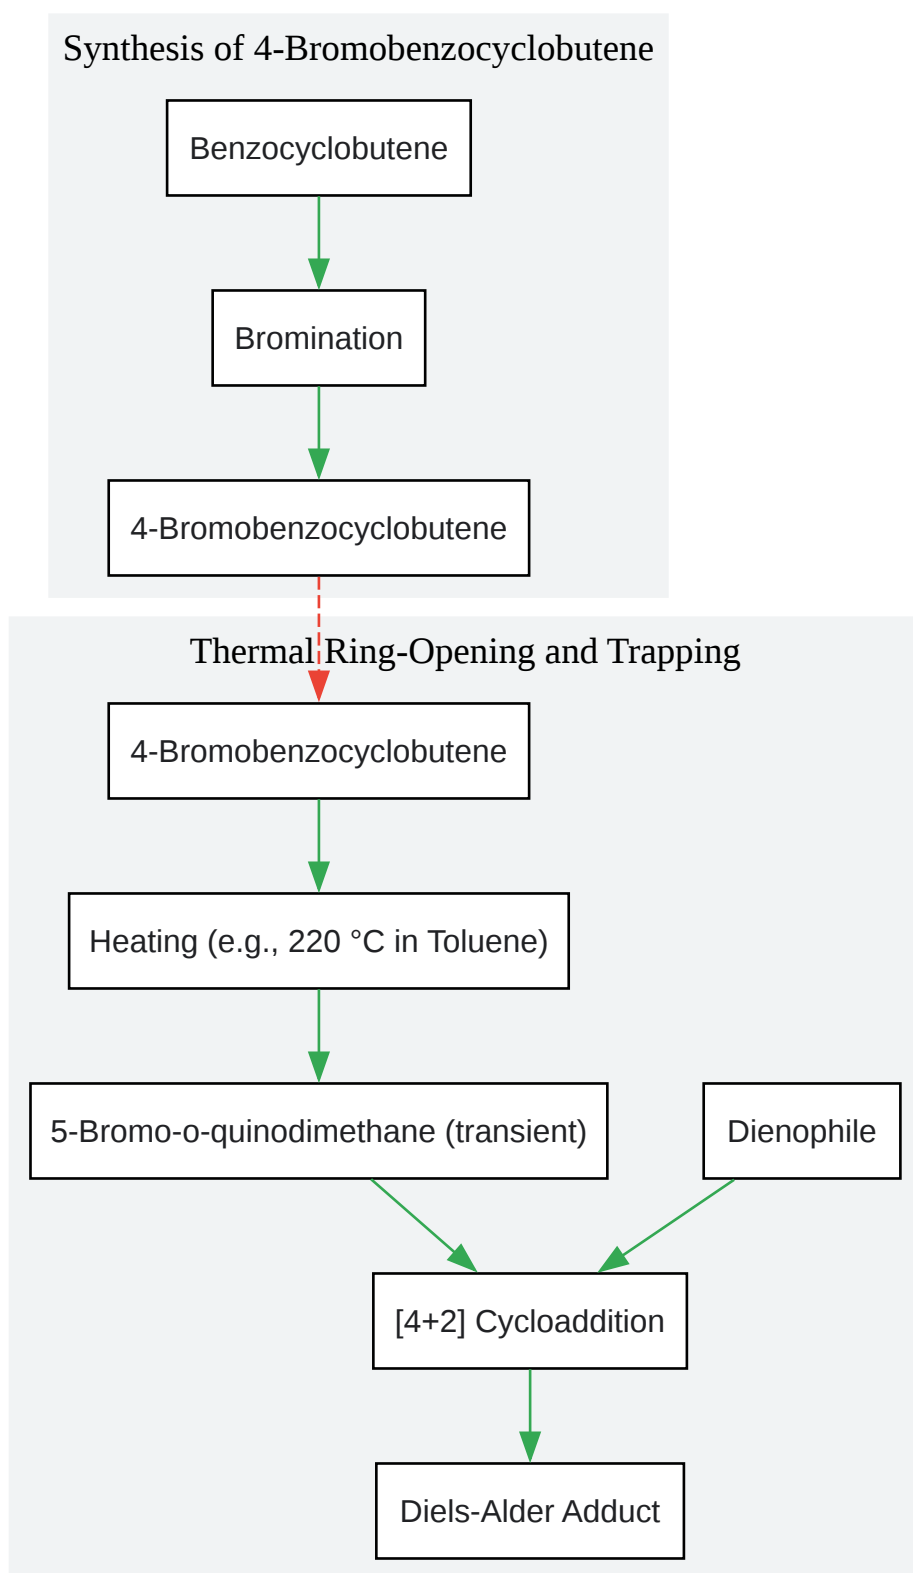 Synthesis of 4-Bromobenzocyclobutene
Benzocyclobutene
Bromination
4-Bromobenzocyclobutene
Thermal Ring-Opening and Trapping
4-Bromobenzocyclobutene
Heating (e.g., 220 °C in Toluene)
5-Bromo-o-quinodimethane (transient)
Dienophile
[4+2] Cycloaddition
Diels-Alder Adduct